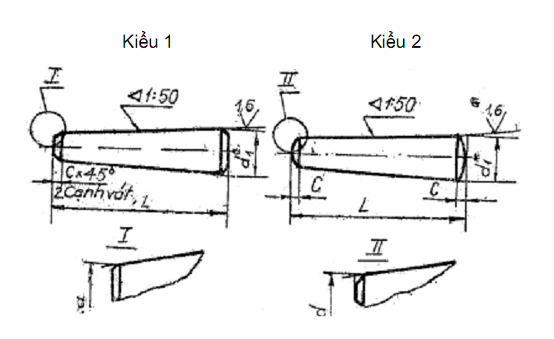 Kiểu 1
Kiểu 2
I
II
◁1:50
1,6
◁1:50
1,6
C×45°
2 Cạnh vát
L
d1*
C
L
C
d1*
I
II
d
d